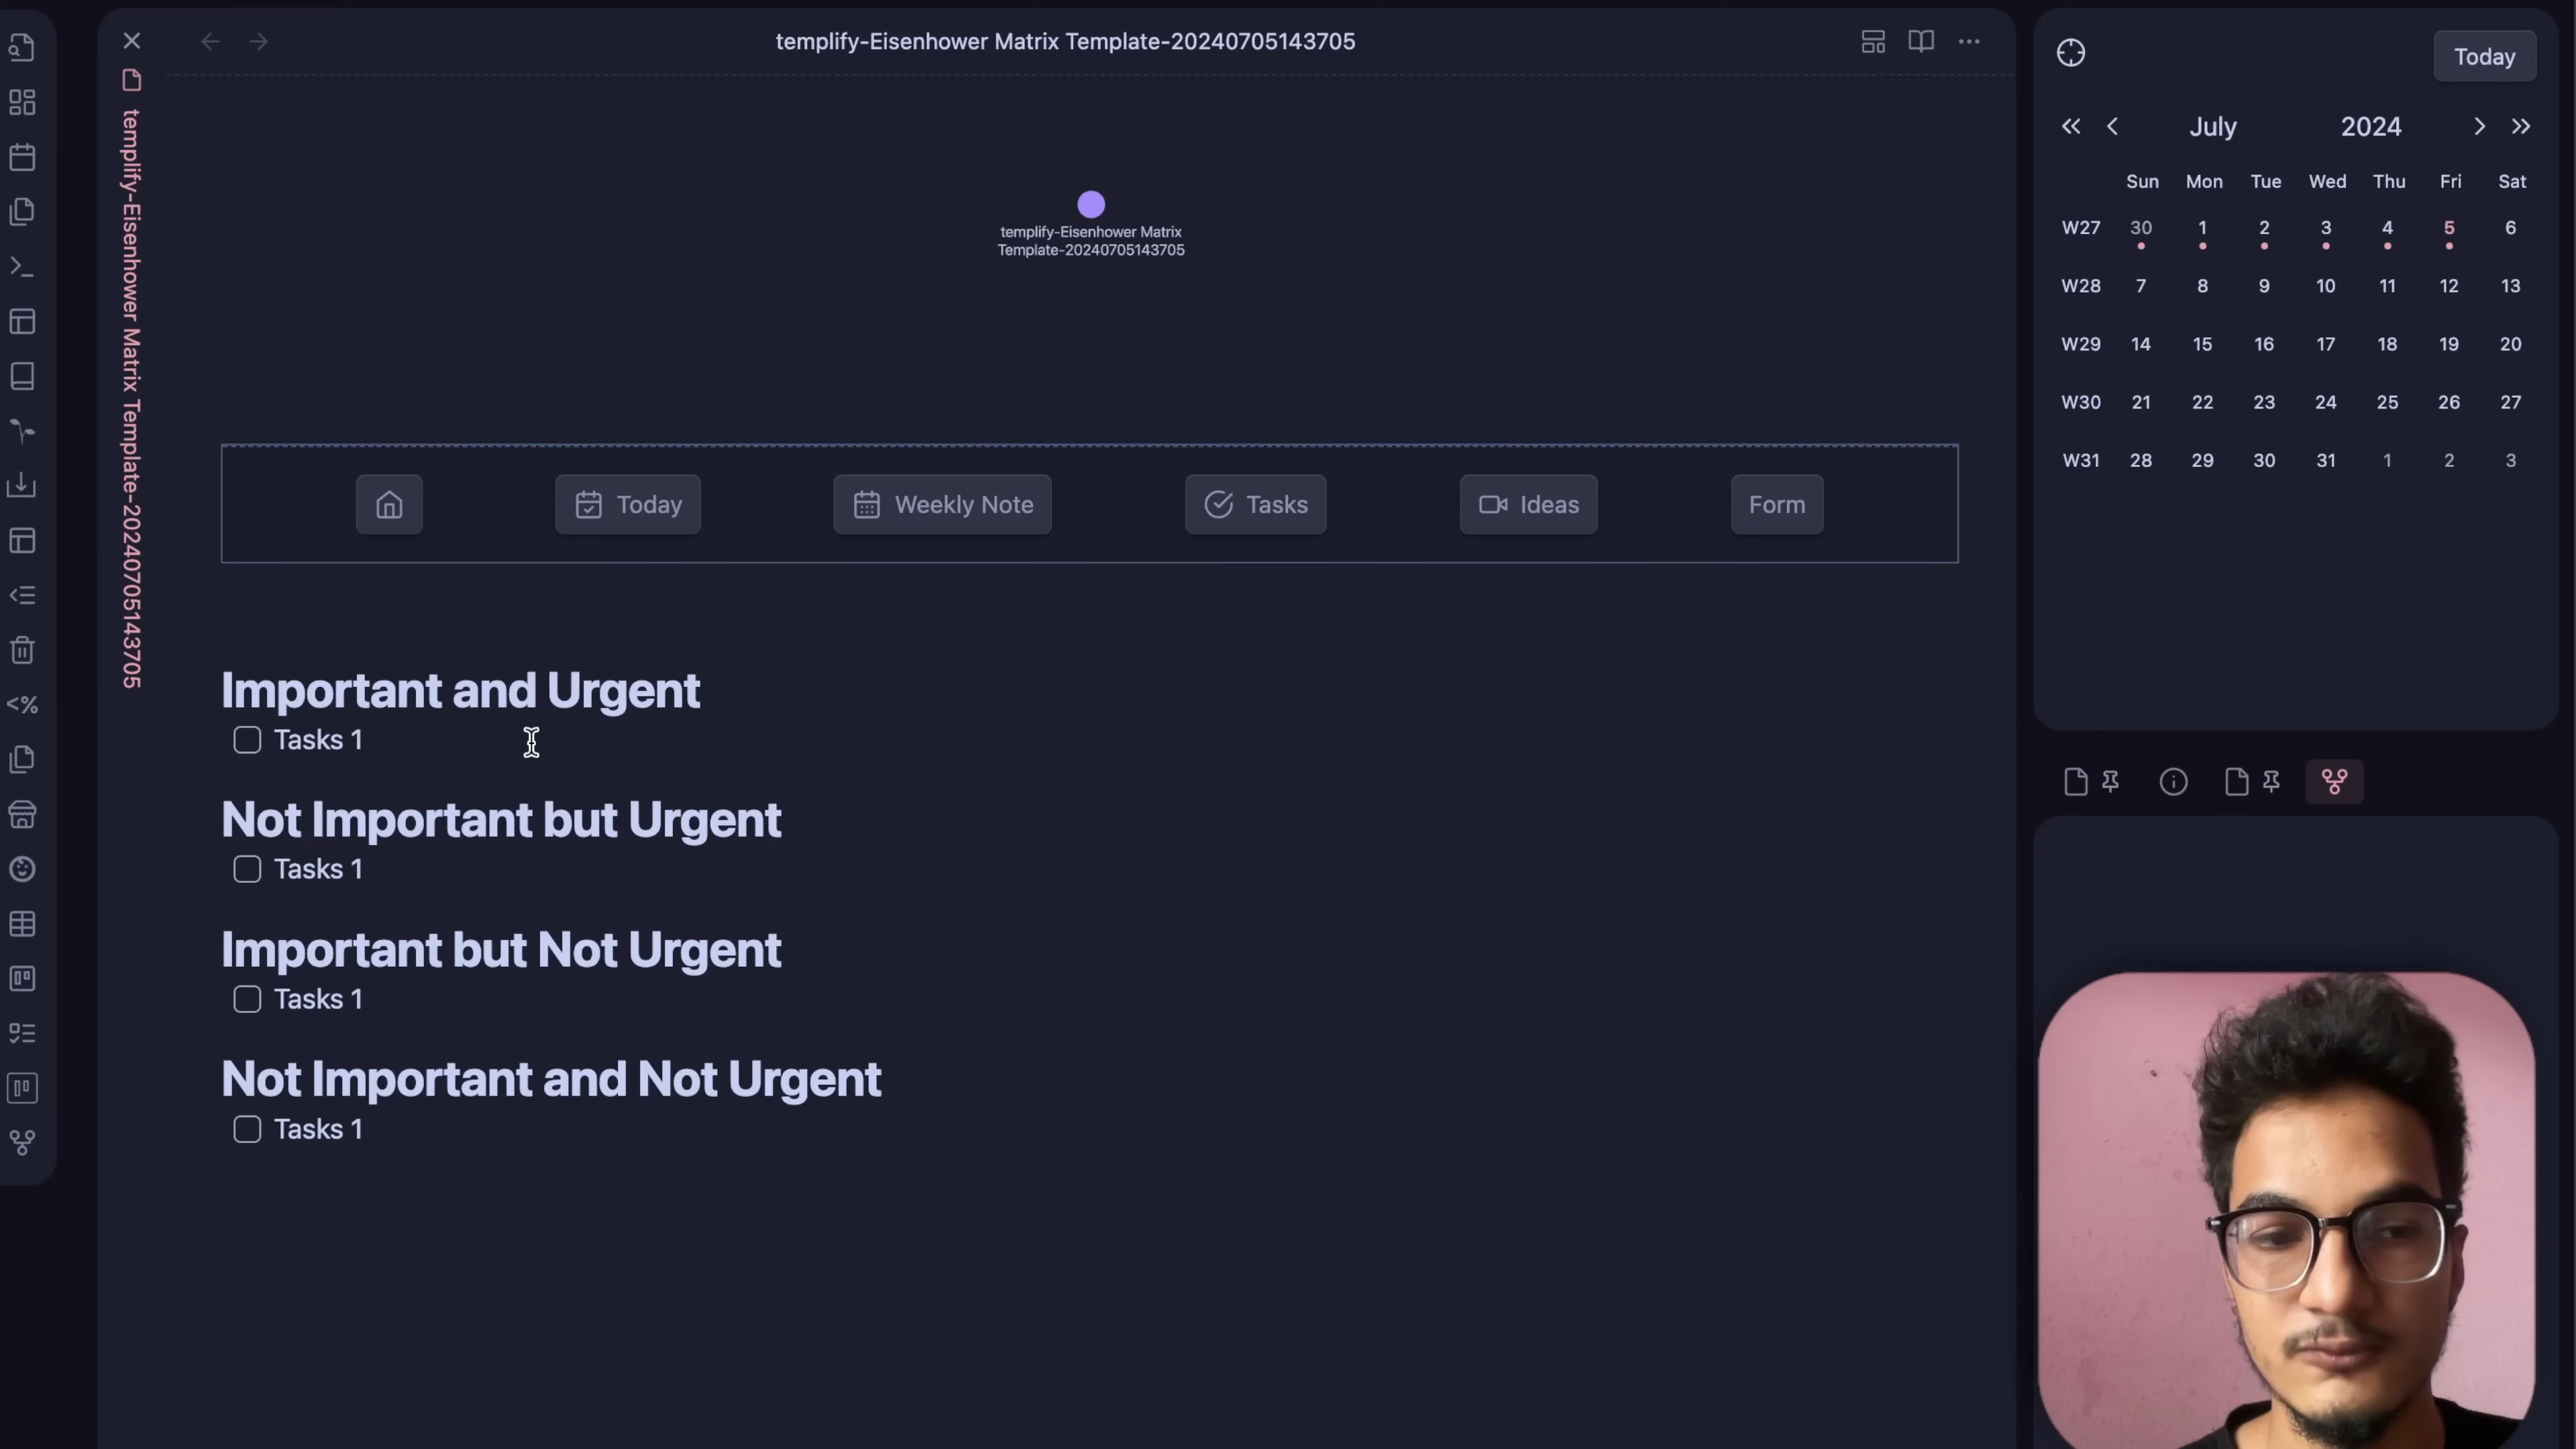 templify-Eisenhower Matrix Template-20240705143705
templify-Eisenhower Matrix Template-20240705143705
templify-Eisenhower Matrix
Template-20240705143705
Today
Weekly Note
Tasks
Ideas
Form
Important and Urgent
Tasks 1
Not Important but Urgent
Tasks 1
Important but Not Urgent
Tasks 1
Not Important and Not Urgent
Tasks 1
<%
Today
July 2024
Sun Mon Tue Wed Thu Fri Sat
W27 30 1 2 3 4 5 6
W28 7 8 9 10 11 12 13
W29 14 15 16 17 18 19 20
W30 21 22 23 24 25 26 27
W31 28 29 30 31 1 2 3